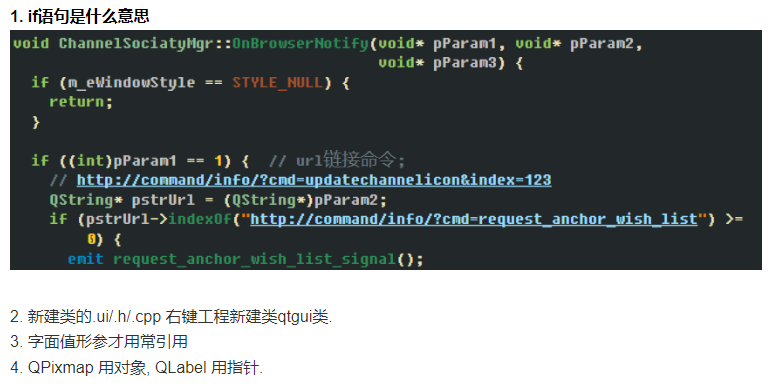 1. if语句是什么意思
void ChannelSociatyMgr::OnBrowserNotify(void* pParam1, void* pParam2,
void* pParam3) {
if (m_eWindowStyle == STYLE_NULL) {
return;
}
if ((int)pParam1 == 1) { // url链接命令;
// http://command/info/?cmd=updatechannelicon&index=123
QString* pstrUrl = (QString*)pParam2;
if (pstrUrl->indexOf("http://command/info/?cmd=request_anchor_wish_list") >=
0) {
emit request_anchor_wish_list_signal();
2. 新建类的.ui/.h/.cpp 右键工程新建类qtgui类.
3. 字面值形参才用常引用
4. QPixmap 用对象, QLabel 用指针.